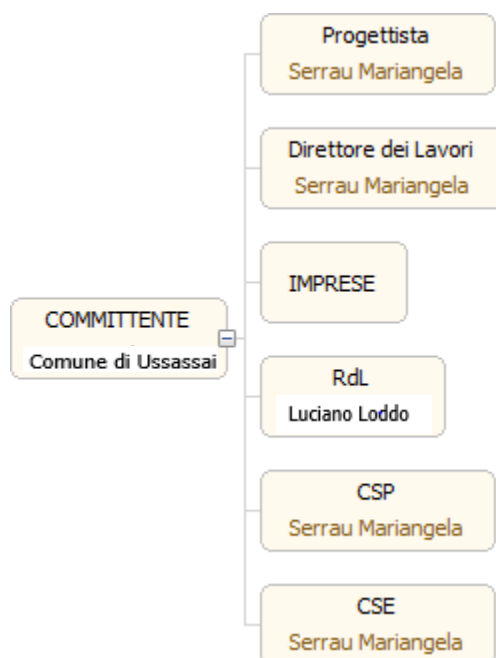 Progettista
Serrau Mariangela
Direttore dei Lavori
Serrau Mariangela
IMPRESE
COMMITTENTE
Comune di Ussassai
RdL
Luciano Loddo
CSP
Serrau Mariangela
CSE
Serrau Mariangela